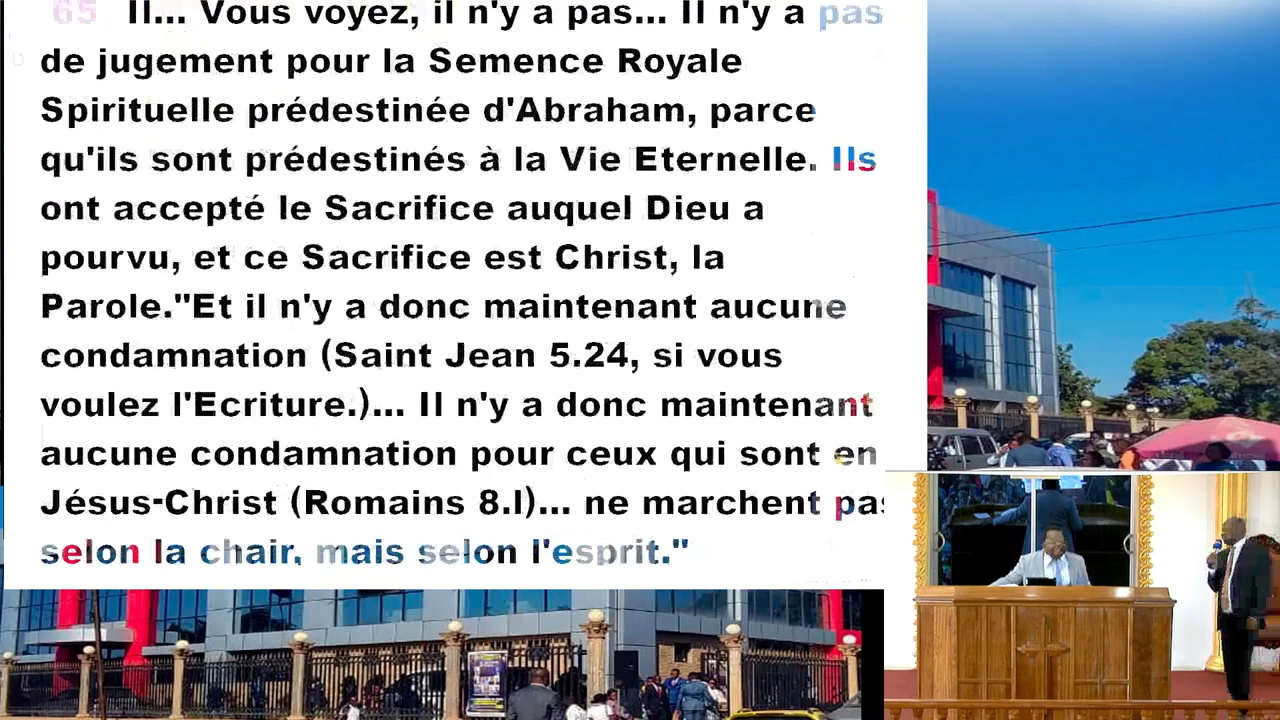 65 Il... Vous voyez, il n'y a pas... Il n'y a pas
de jugement pour la Semence Royale
Spirituelle prédestinée d'Abraham, parce
qu'ils sont prédestinés à la Vie Eternelle. Ils
ont accepté le Sacrifice auquel Dieu a
pourvu, et ce Sacrifice est Christ, la
Parole."Et il n'y a donc maintenant aucune
condamnation (Saint Jean 5.24, si vous
voulez l'Ecriture.)... Il n'y a donc maintenant
aucune condamnation pour ceux qui sont en
Jésus-Christ (Romains 8.I)... ne marchent pas
selon la chair, mais selon l'esprit."